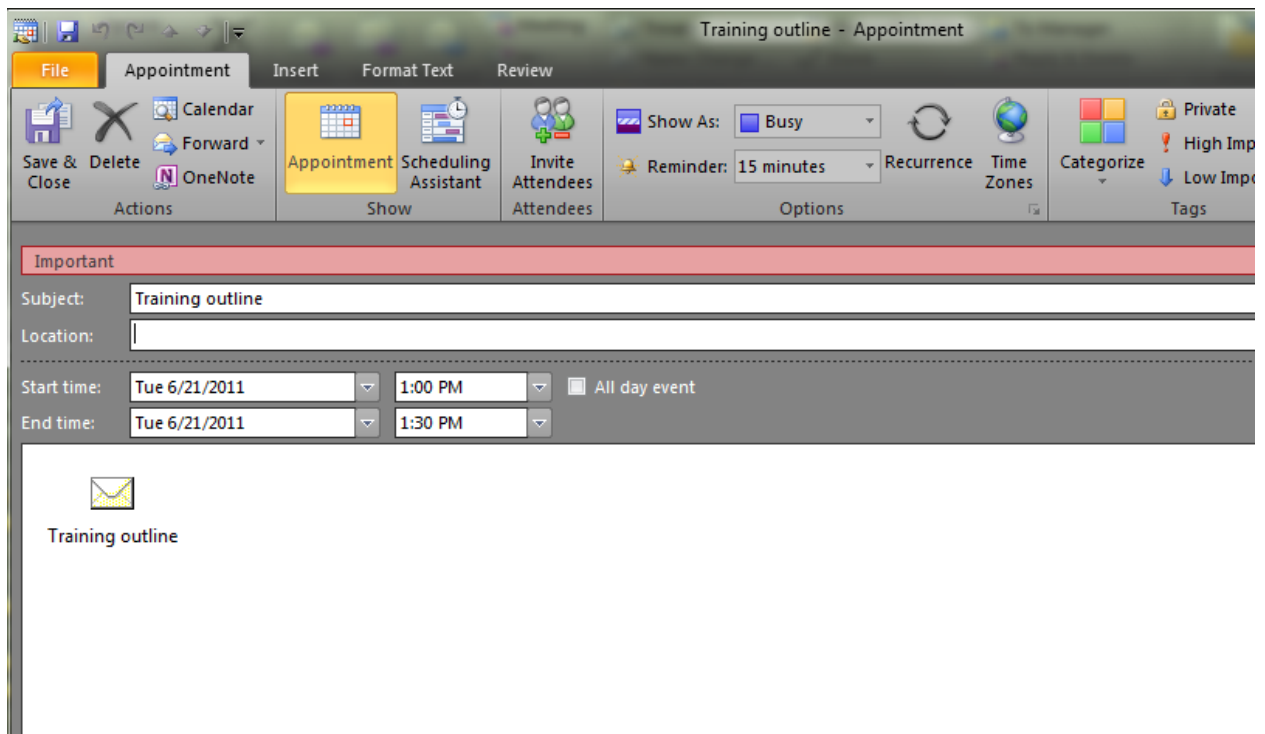 Training outline - Appointment
File Appointment Insert Format Text Review
Save & Close
Delete
Calendar
Forward
OneNote
Actions
Appointment
Scheduling Assistant
Show
Invite Attendees
Attendees
Show As: Busy
Reminder: 15 minutes
Recurrence
Time Zones
Options
Categorize
Private
High Imp
Low Impo
Tags
Important
Subject: Training outline
Location:
Start time: Tue 6/21/2011 1:00 PM All day event
End time: Tue 6/21/2011 1:30 PM
Training outline